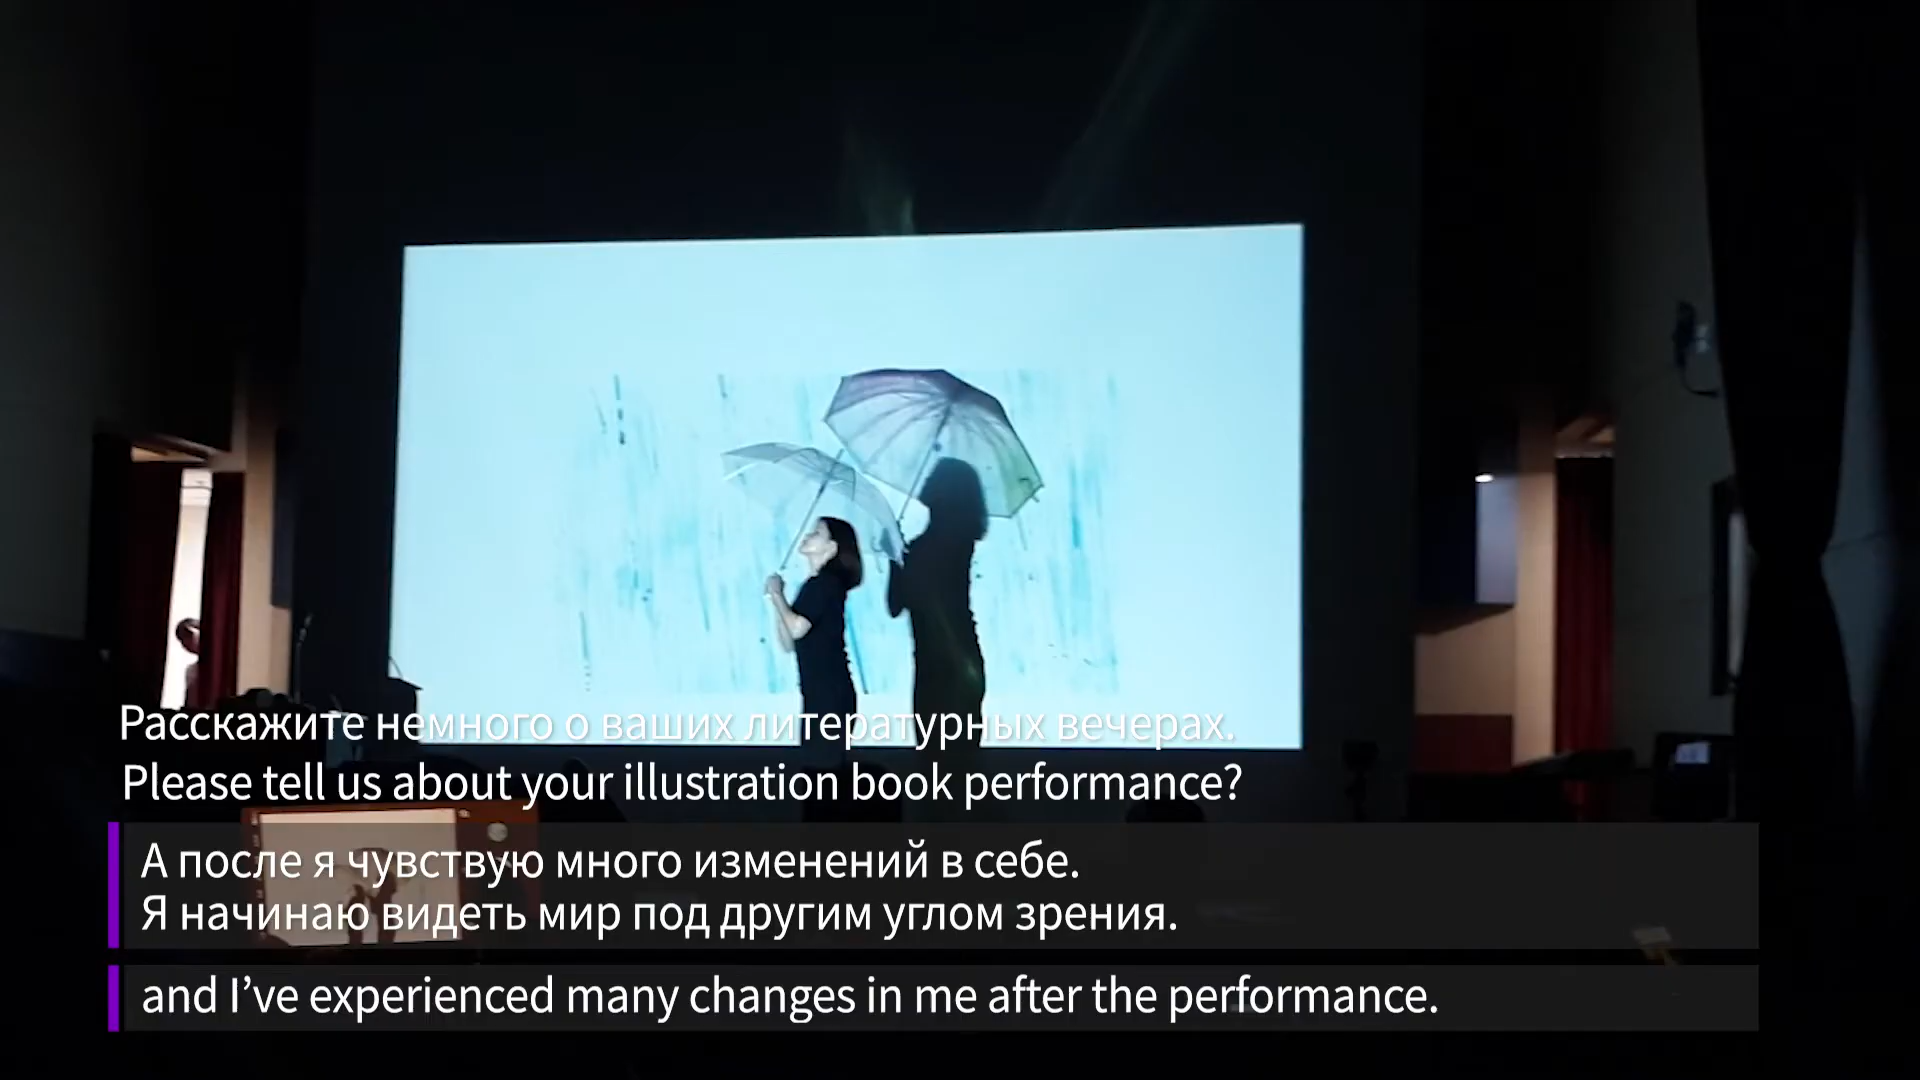 Расскажите немного о ваших литературных вечерах.
Please tell us about your illustration book performance?
А после я чувствую много изменений в себе.
Я начинаю видеть мир под другим углом зрения.
and I’ve experienced many changes in me after the performance.